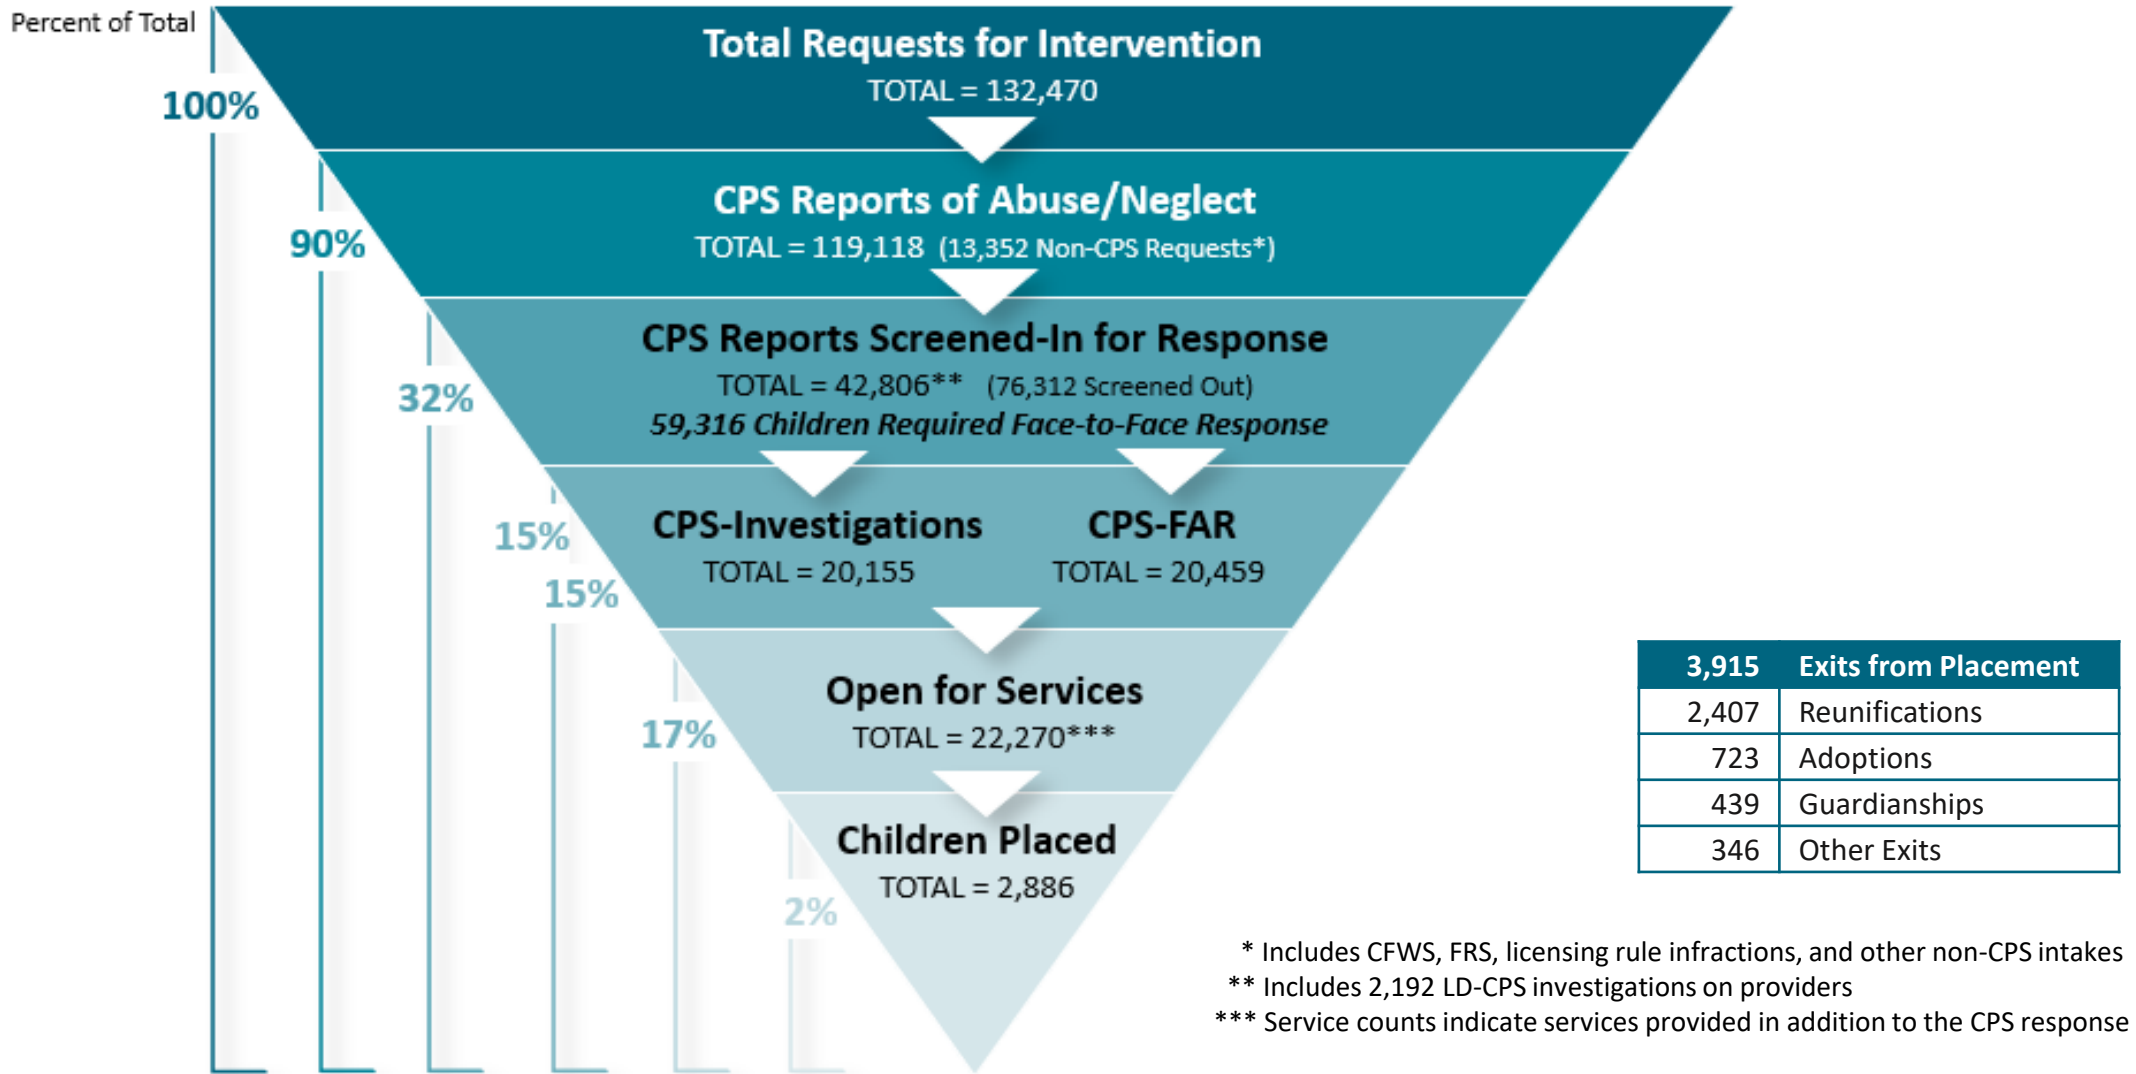 Percent of Total
Total Requests for Intervention
TOTAL = 132,470
100%
CPS Reports of Abuse/Neglect
TOTAL = 119,118 (13,352 Non-CPS Requests*)
90%
CPS Reports Screened-In for Response
TOTAL = 42,806** (76,312 Screened Out)
59,316 Children Required Face-to-Face Response
32%
CPS-Investigations
TOTAL = 20,155
CPS-FAR
TOTAL = 20,459
15%
15%
Open for Services
TOTAL = 22,270***
17%
Children Placed
TOTAL = 2,886
2%
3,915 Exits from Placement
2,407 Reunifications
723 Adoptions
439 Guardianships
346 Other Exits
* Includes CFWS, FRS, licensing rule infractions, and other non-CPS intakes
** Includes 2,192 LD-CPS investigations on providers
*** Service counts indicate services provided in addition to the CPS response